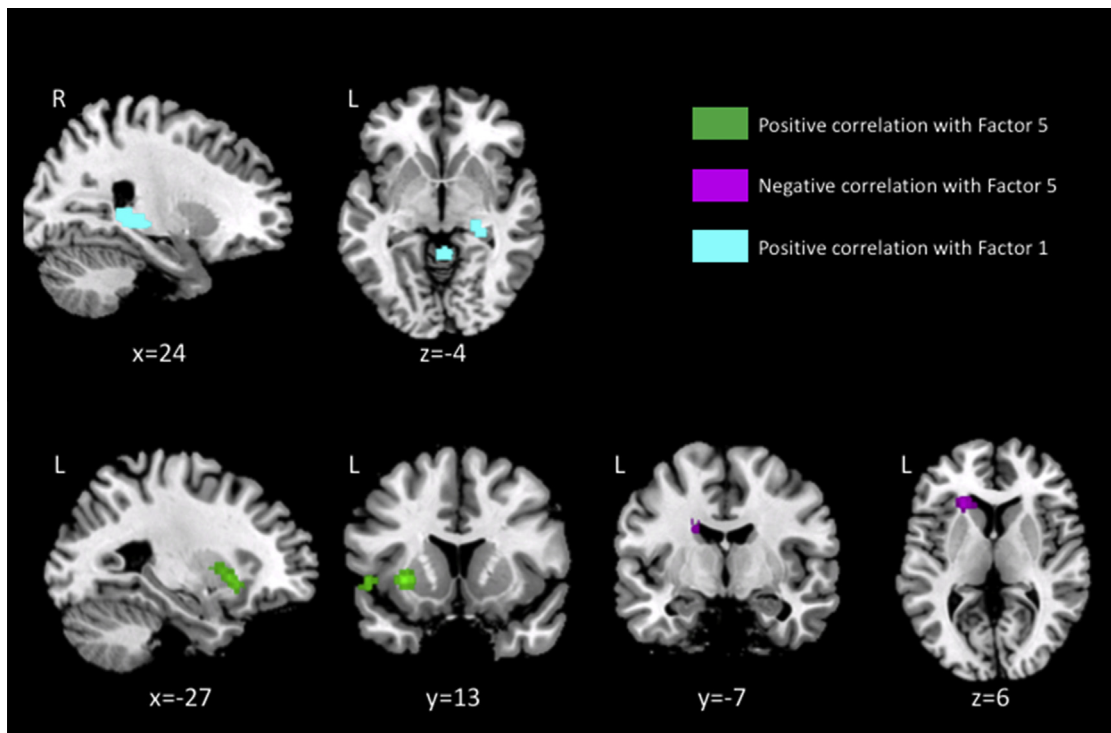 R
L
Positive correlation with Factor 5
Negative correlation with Factor 5
Positive correlation with Factor 1
x=24
z=-4
L
L
L
L
x=-27
y=13
y=-7
z=6